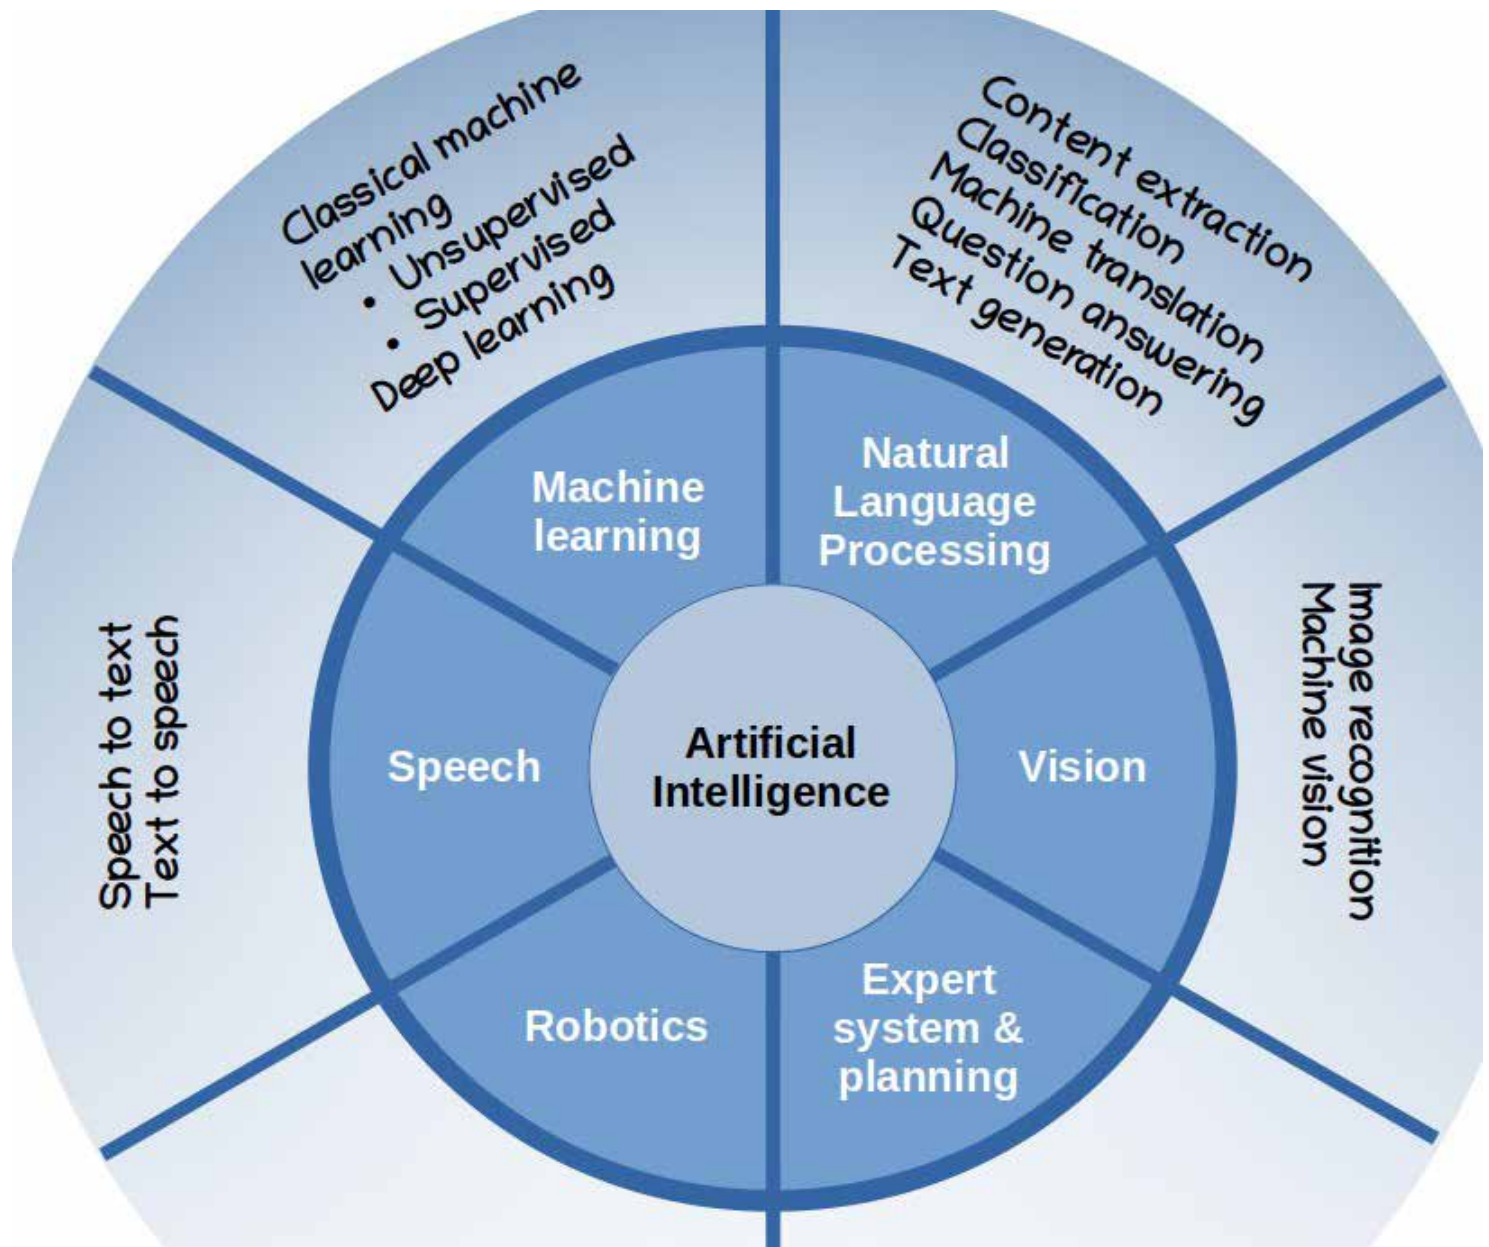 Classical machine
learning
• Unsupervised
• Supervised
Deep learning
Content extraction
Classification
Machine translation
Question answering
Text generation
Machine
learning
Natural
Language
Processing
Speech to text
Text to speech
Speech
Artificial
Intelligence
Vision
Image recognition
Machine vision
Robotics
Expert
system &
planning